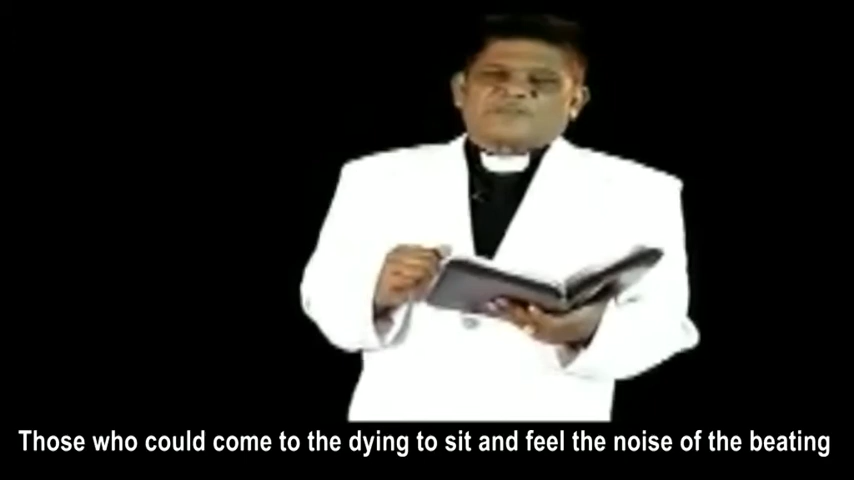 Those who could come to the dying to sit and feel the noise of the beating